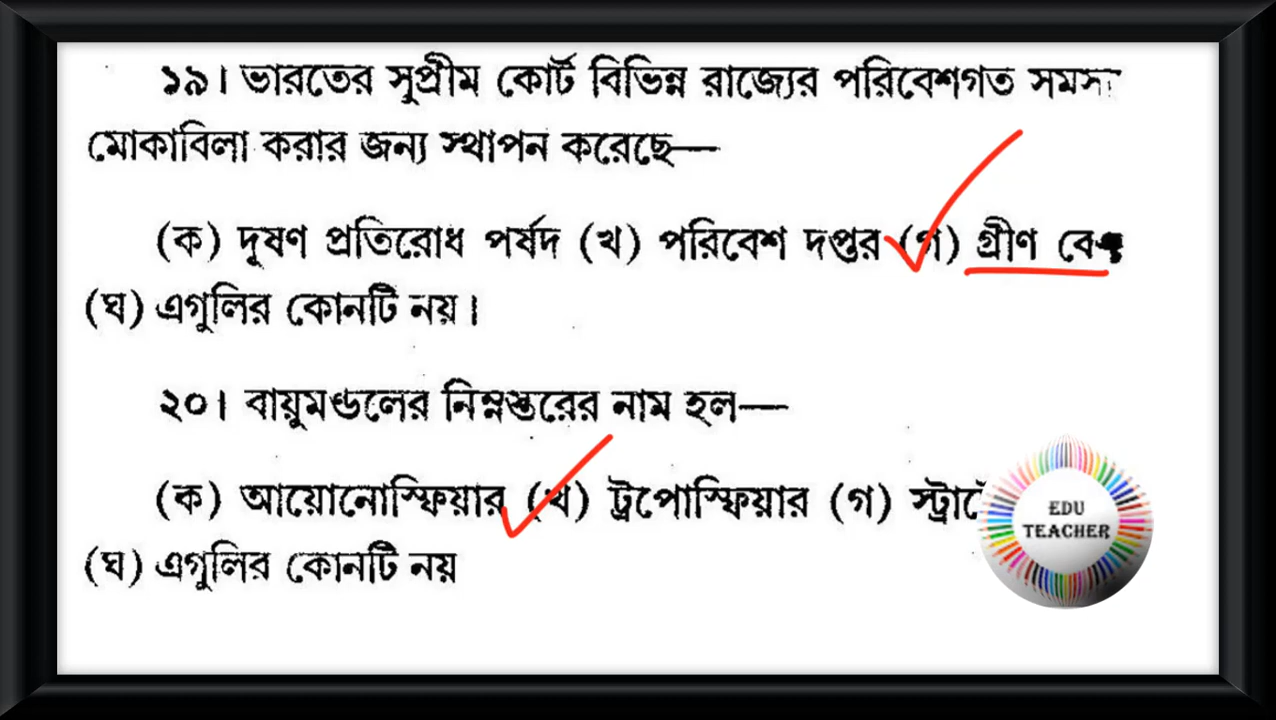 ১৯। ভারতের সুপ্রীম কোর্ট বিভিন্ন রাজ্যের পরিবেশগত
মোকাবিলা করার জন্য স্থাপন করেছে—
(ক) দূষণ প্রতিরোধ পর্ষদ (খ) পরিবেশ দপ্তর (গ) গ্রীণ
(ঘ) এগুলির কোনটি নয়।
২০। বায়ুমণ্ডলের নিম্নস্তরের নাম হল—
(ক) আয়োনোস্ফিয়ার (খ) ট্রপোস্ফিয়ার (গ)
(ঘ) এগুলির কোনটি নয়
EDU
TEACHER